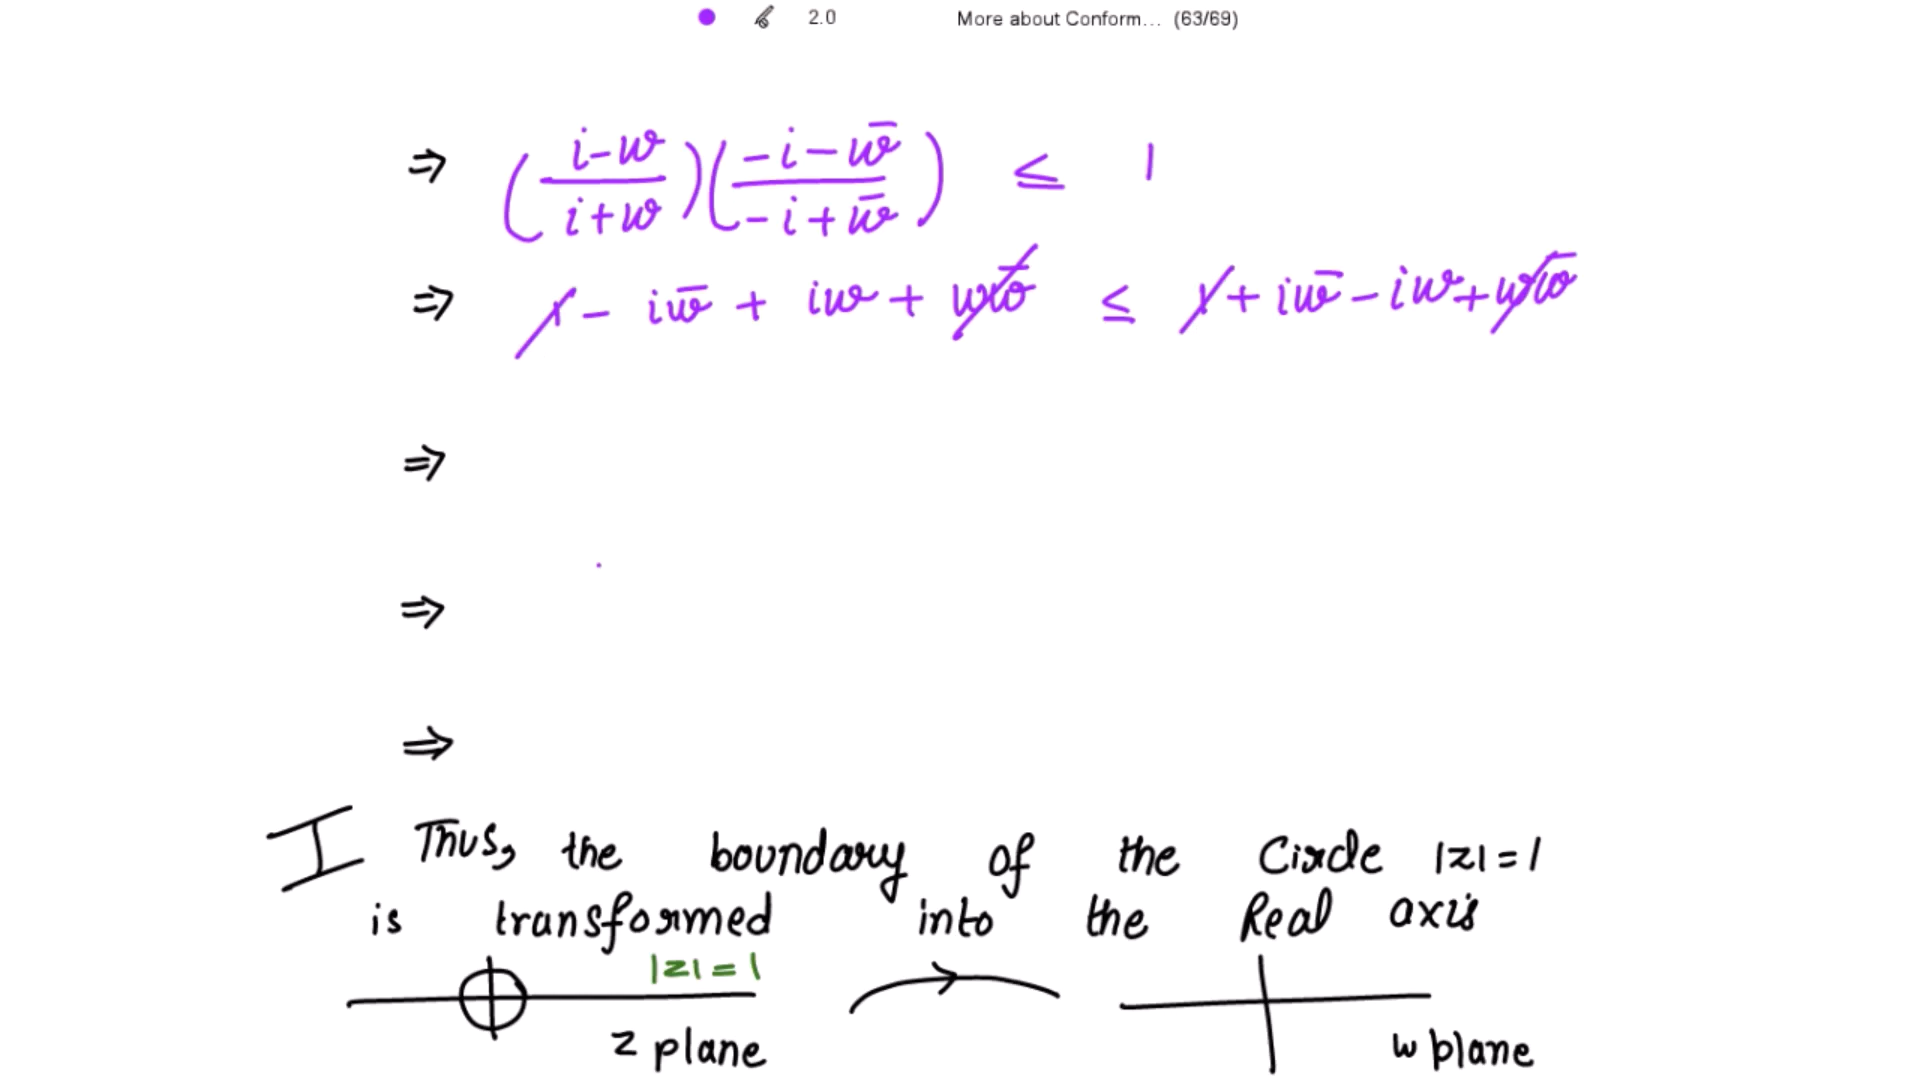 2.0 More about Conform... (63/69)
⇒ ( i-w / i+w ) ( -i-w̄ / -i+w̄ ) ≤ 1
⇒ 1 - iw̄ + iw + ww̄ ≤ 1 + iw̄ - iw + ww̄
⇒
⇒
⇒
I Thus, the boundary of the Circle |z| = 1
is transformed into the Real axis
|z| = 1
z plane w plane